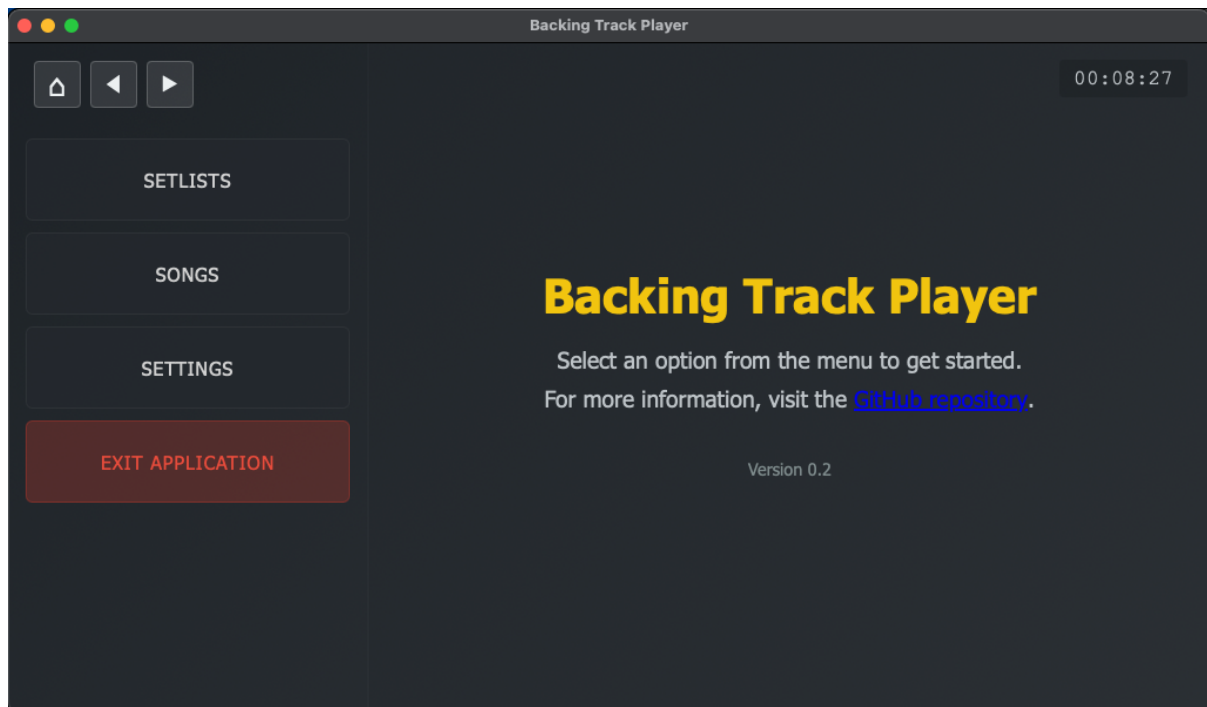 Backing Track Player
00:08:27
SETLISTS
SONGS
SETTINGS
EXIT APPLICATION
Backing Track Player
Select an option from the menu to get started.
For more information, visit the GitHub repository.
Version 0.2